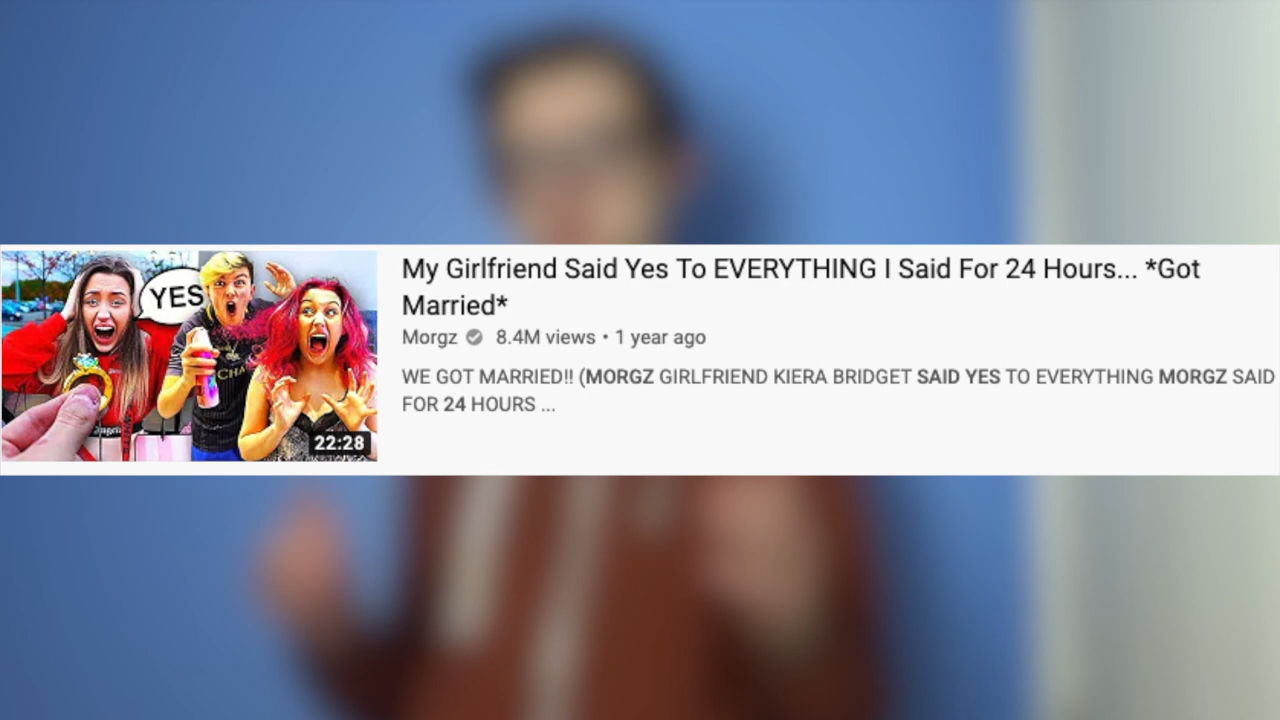 My Girlfriend Said Yes To EVERYTHING I Said For 24 Hours... *Got
Married*
Morgz 8.4M views • 1 year ago
WE GOT MARRIED!! (MORGZ GIRLFRIEND KIERA BRIDGET SAID YES TO EVERYTHING MORGZ SAID
FOR 24 HOURS ...
YES
CHA
22:28